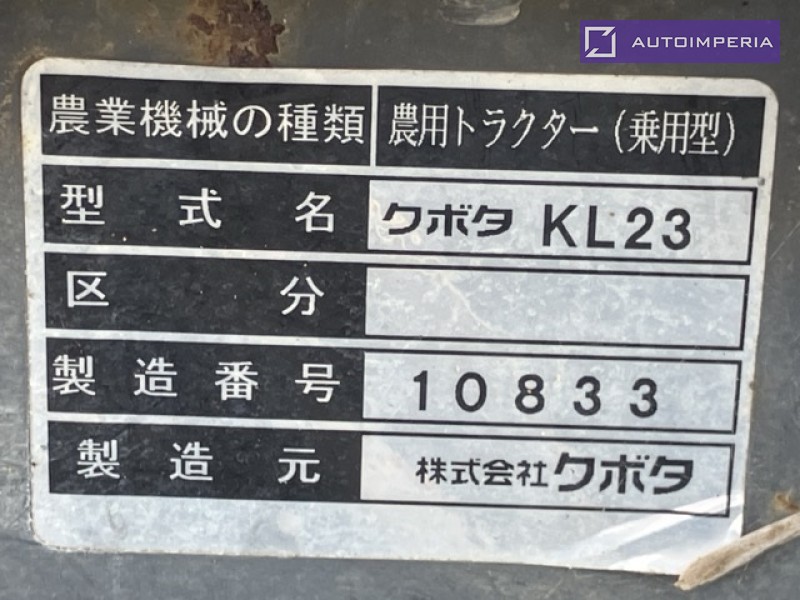 AUTOIMPERIA
農業機械の種類 農用トラクター(乗用型)
型式名 クボタ KL23
区分
製造番号 10833
製造元 株式会社クボタ